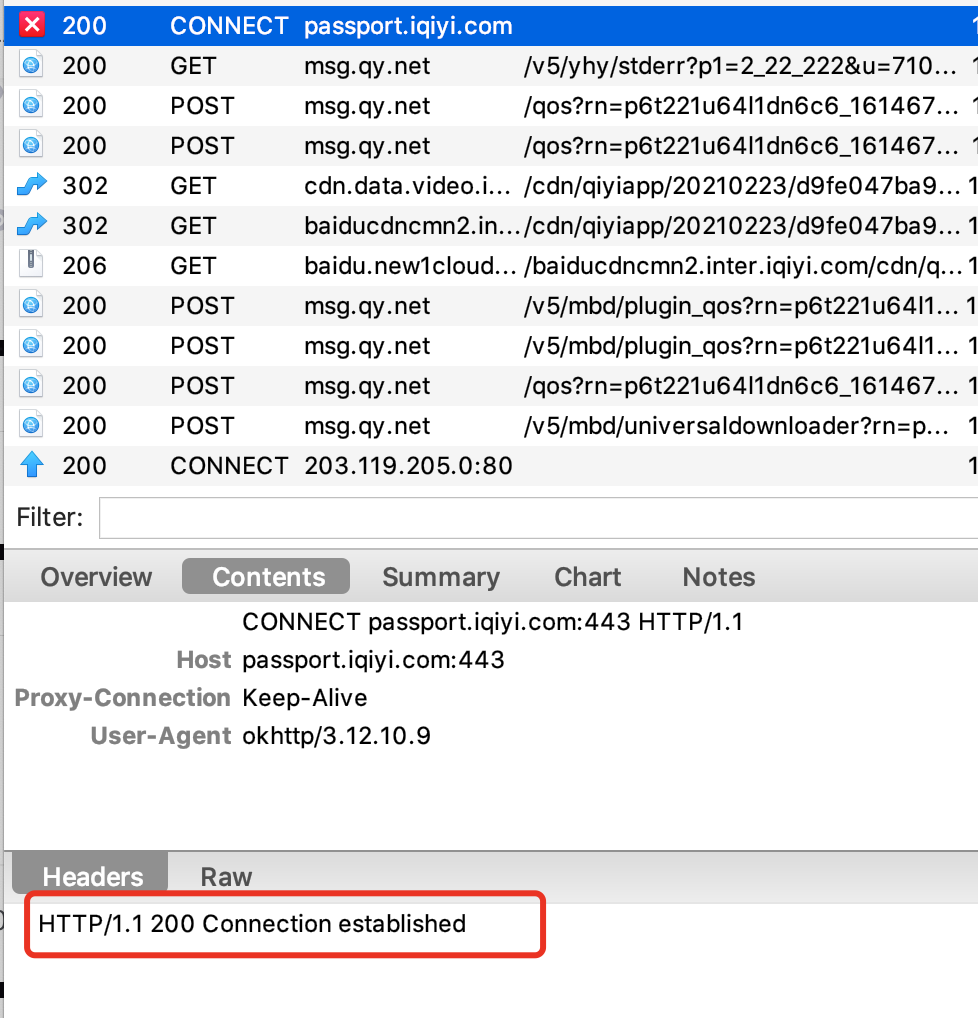 200 CONNECT passport.iqiyi.com 1
200 GET msg.qy.net /v5/yhy/stderr?p1=2_22_222&u=710... 1
200 POST msg.qy.net /qos?rn=p6t221u64l1dn6c6_161467... 1
200 POST msg.qy.net /qos?rn=p6t221u64l1dn6c6_161467... 1
302 GET cdn.data.video.i... /cdn/qiyiapp/20210223/d9fe047ba9... 1
302 GET baiducdncmn2.in... /cdn/qiyiapp/20210223/d9fe047ba9... 1
206 GET baidu.new1cloud... /baiducdncmn2.inter.iqiyi.com/cdn/q... 1
200 POST msg.qy.net /v5/mbd/plugin_qos?rn=p6t221u64l1... 1
200 POST msg.qy.net /v5/mbd/plugin_qos?rn=p6t221u64l1... 1
200 POST msg.qy.net /qos?rn=p6t221u64l1dn6c6_161467... 1
200 POST msg.qy.net /v5/mbd/universaldownloader?rn=p... 1
200 CONNECT 203.119.205.0:80 1
Filter:
Overview Contents Summary Chart Notes
CONNECT passport.iqiyi.com:443 HTTP/1.1
Host passport.iqiyi.com:443
Proxy-Connection Keep-Alive
User-Agent okhttp/3.12.10.9
Headers Raw
HTTP/1.1 200 Connection established